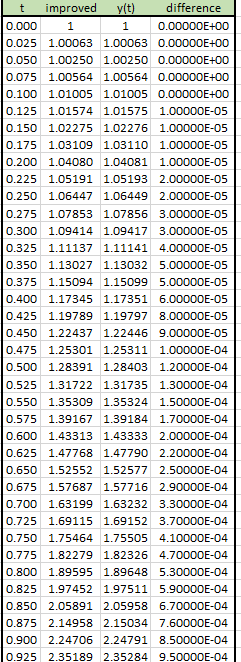 t improved y(t) difference
0.000 1 1 0.00000E+00
0.025 1.00063 1.00063 0.00000E+00
0.050 1.00250 1.00250 0.00000E+00
0.075 1.00564 1.00564 0.00000E+00
0.100 1.01005 1.01005 0.00000E+00
0.125 1.01574 1.01575 1.00000E-05
0.150 1.02275 1.02276 1.00000E-05
0.175 1.03109 1.03110 1.00000E-05
0.200 1.04080 1.04081 1.00000E-05
0.225 1.05191 1.05193 2.00000E-05
0.250 1.06447 1.06449 2.00000E-05
0.275 1.07853 1.07856 3.00000E-05
0.300 1.09414 1.09417 3.00000E-05
0.325 1.11137 1.11141 4.00000E-05
0.350 1.13027 1.13032 5.00000E-05
0.375 1.15094 1.15099 5.00000E-05
0.400 1.17345 1.17351 6.00000E-05
0.425 1.19789 1.19797 8.00000E-05
0.450 1.22437 1.22446 9.00000E-05
0.475 1.25301 1.25311 1.00000E-04
0.500 1.28391 1.28403 1.20000E-04
0.525 1.31722 1.31735 1.30000E-04
0.550 1.35309 1.35324 1.50000E-04
0.575 1.39167 1.39184 1.70000E-04
0.600 1.43313 1.43333 2.00000E-04
0.625 1.47768 1.47790 2.20000E-04
0.650 1.52552 1.52577 2.50000E-04
0.675 1.57687 1.57716 2.90000E-04
0.700 1.63199 1.63232 3.30000E-04
0.725 1.69115 1.69152 3.70000E-04
0.750 1.75464 1.75505 4.10000E-04
0.775 1.82279 1.82326 4.70000E-04
0.800 1.89595 1.89648 5.30000E-04
0.825 1.97452 1.97511 5.90000E-04
0.850 2.05891 2.05958 6.70000E-04
0.875 2.14958 2.15034 7.60000E-04
0.900 2.24706 2.24791 8.50000E-04
0.925 2.35189 2.35284 9.50000E-04